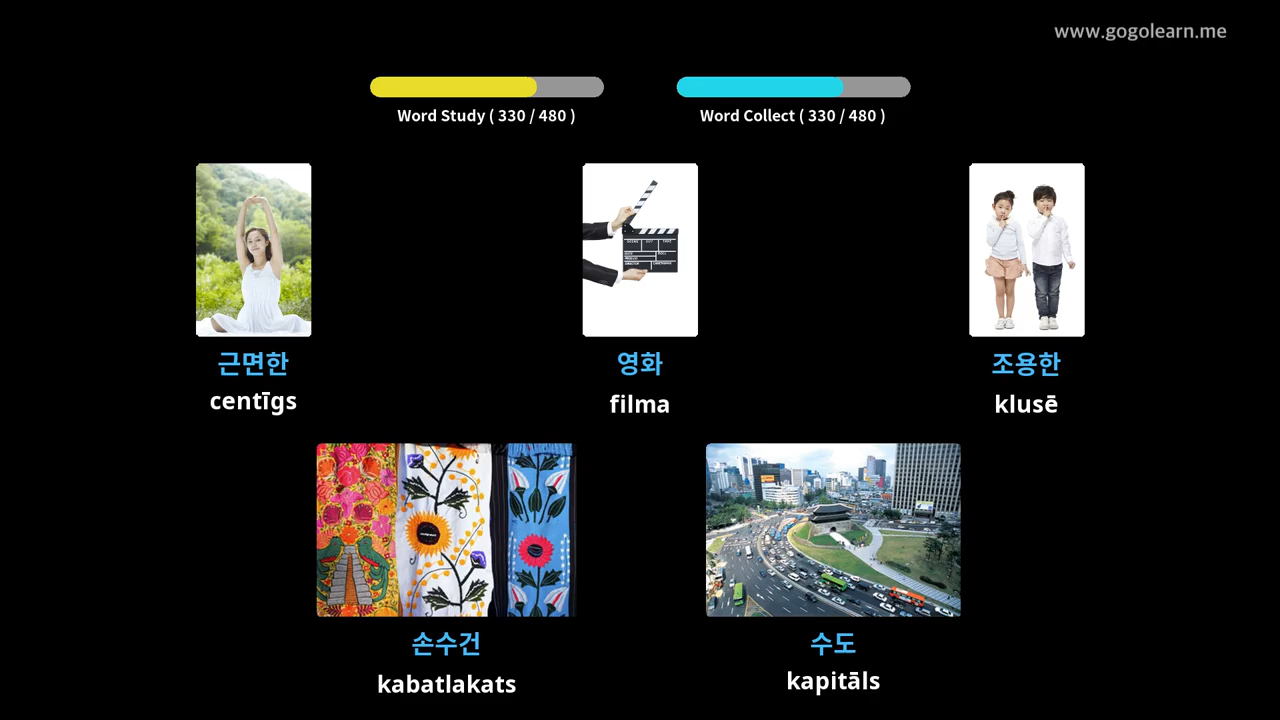 www.gogolearn.me
Word Study ( 330 / 480 )
Word Collect ( 330 / 480 )
근면한
centīgs
영화
filma
조용한
klusē
손수건
kabatlakats
수도
kapitāls